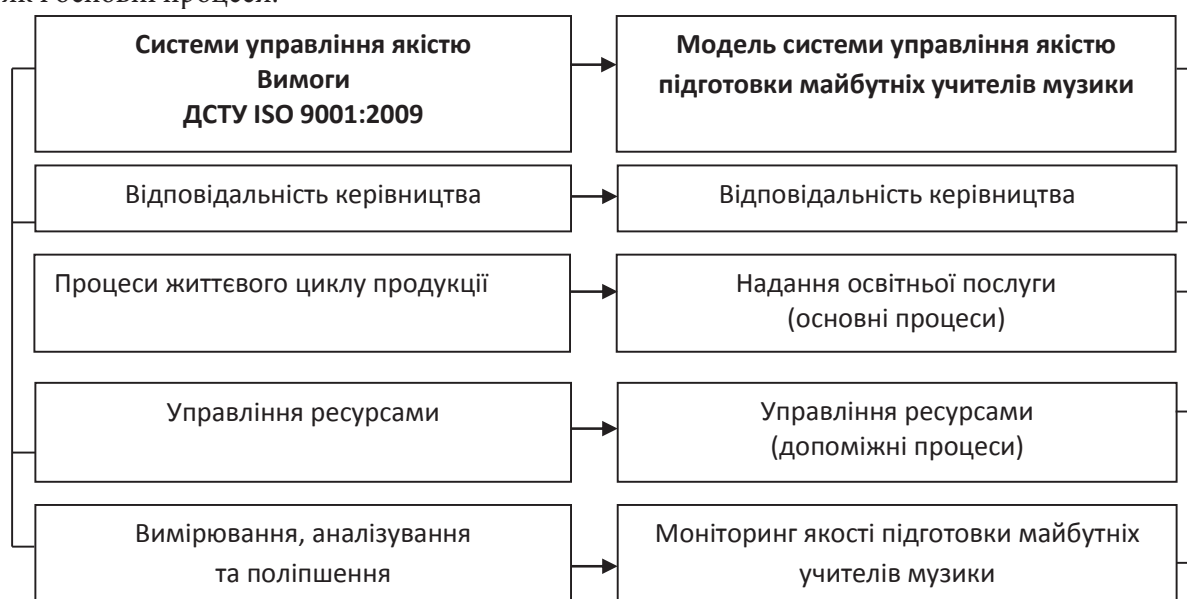 як і основні процеси.
Системи управління якістю
Вимоги
ДСТУ ISO 9001:2009
Модель системи управління якістю
підготовки майбутніх учителів музики
Відповідальність керівництва
Відповідальність керівництва
Процеси життєвого циклу продукції
Надання освітньої послуги
(основні процеси)
Управління ресурсами
Управління ресурсами
(допоміжні процеси)
Вимірювання, аналізування
та поліпшення
Моніторинг якості підготовки майбутніх
учителів музики